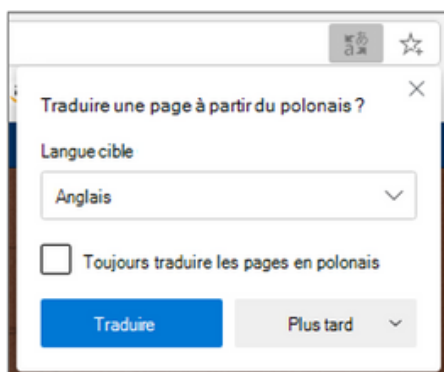 Traduire une page à partir du polonais ?
Langue cible
Anglais
Toujours traduire les pages en polonais
Traduire
Plus tard